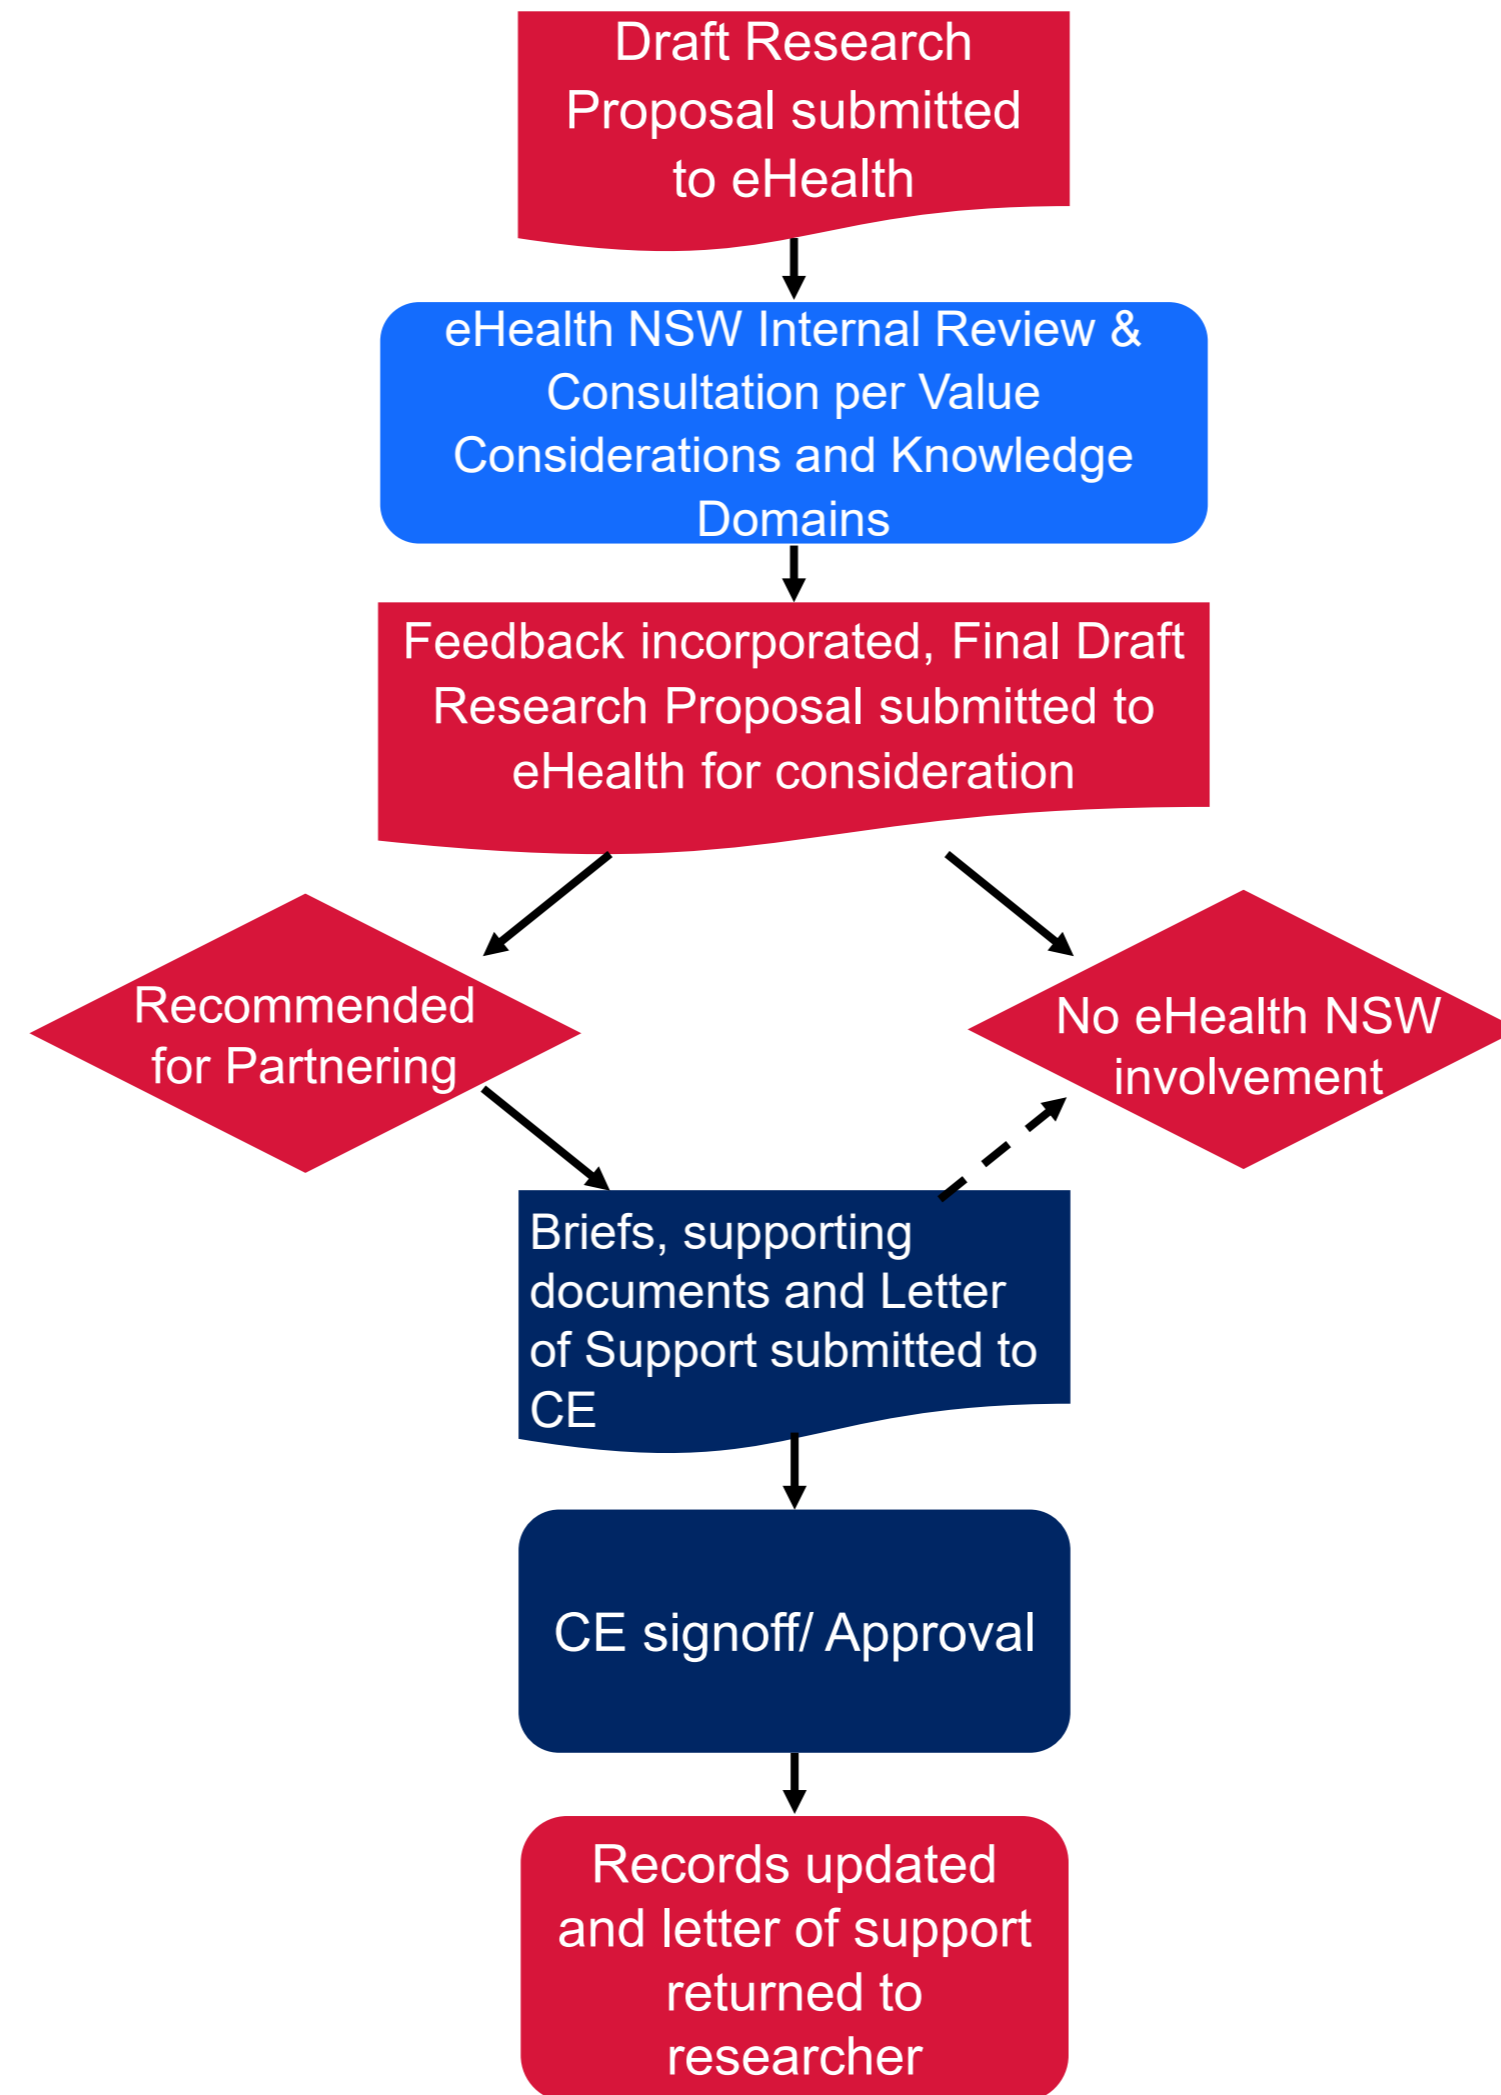 Draft Research
Proposal submitted
to eHealth
eHealth NSW Internal Review &
Consultation per Value
Considerations and Knowledge
Domains
Feedback incorporated, Final Draft
Research Proposal submitted to
eHealth for consideration
Recommended
for Partnering
No eHealth NSW
involvement
Briefs, supporting
documents and Letter
of Support submitted to
CE
CE signoff/ Approval
Records updated
and letter of support
returned to
researcher